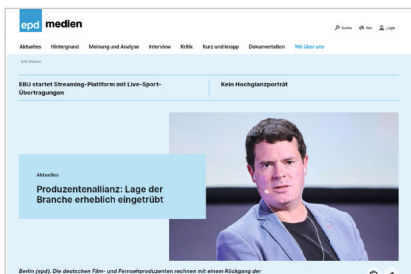 epd medien
Suche Abo Login
Aktuelles Hintergrund Meinung und Analyse Interview Kritik Kurz und knapp Dokumentation Wir über uns
EBU startet Streaming-Plattform mit Live-Sport-
Übertragungen
Kein Hochglanzporträt
Aktuelles
Produzentenallianz: Lage der
Branche erheblich eingetrübt
Berlin (epd). Die deutschen Film- und Fernsehproduzenten rechnen mit einem Rückgang der